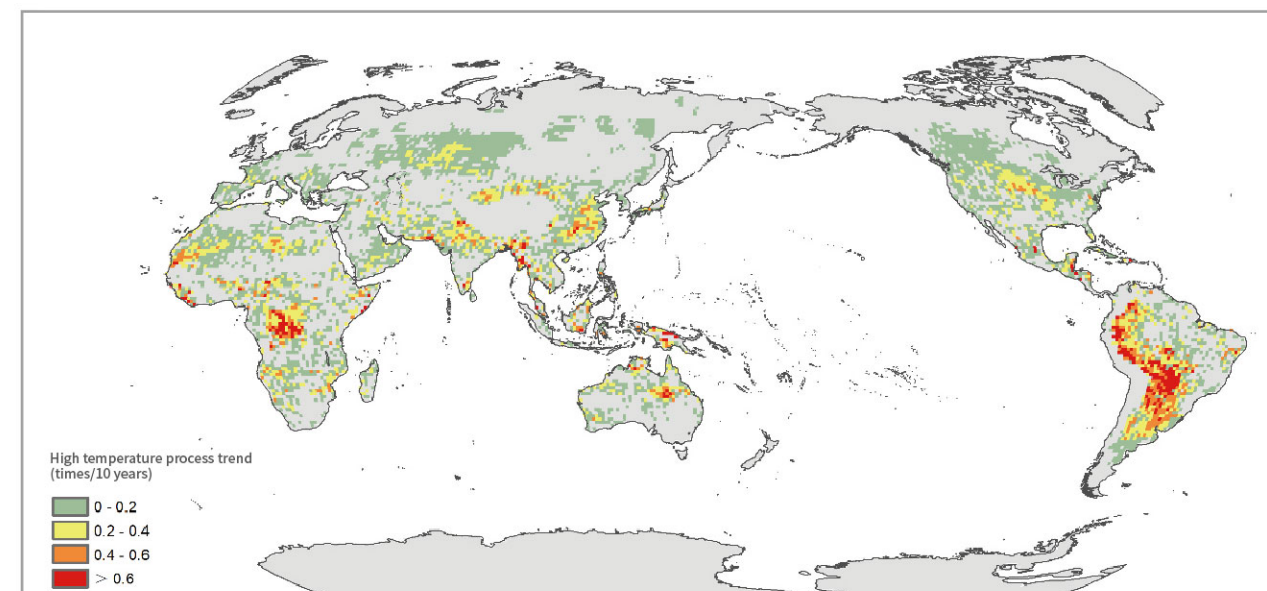 High temperature process trend
(times/10 years)
0 - 0.2
0.2 - 0.4
0.4 - 0.6
> 0.6